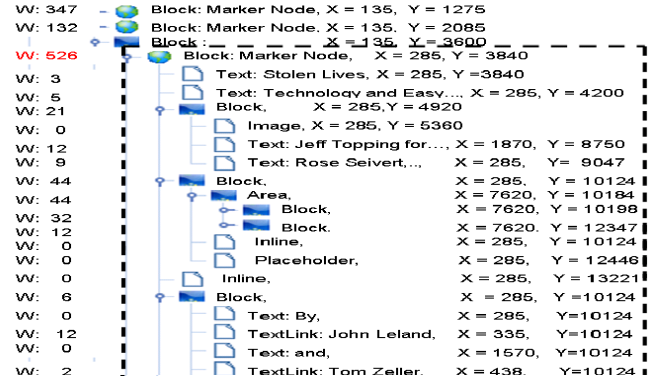 W: 347 Block: Marker Node, X = 135, Y = 1275
W: 132 Block: Marker Node, X = 135. Y = 2085
Block : X = 135 Y = 3600
W: 526 Block: Marker Node, X = 285, Y = 3840
W: 3 Text: Stolen Lives, X = 285, Y =3840
W: 5 Text: Technology and Easy..., X = 285, Y = 4200
W: 21 Block, X = 285,Y = 4920
W: 0 Image, X = 285, Y = 5360
W: 12 Text: Jeff Topping for..., X = 1870, Y = 8750
W: 9 Text: Rose Seivert,.., X = 285, Y= 9047
W: 44 Block, X = 285, Y = 10124
W: 44 Area, X = 7620, Y = 10184
W: 32 Block, X = 7620, Y = 10198
W: 12 Block. X = 7620. Y = 12347
W: 0 Inline, X = 285, Y = 10124
W: 0 Placeholder, X = 285, Y = 12446
W: 0 Inline, X = 285, Y = 13221
W: 6 Block, X = 285, Y =10124
W: 0 Text: By, X = 285, Y=10124
W: 12 TextLink: John Leland, X = 335, Y=10124
W: 0 Text: and, X = 1570, Y=10124
W: 2 TextLink: Tom Zeller. X = 438. Y=10124